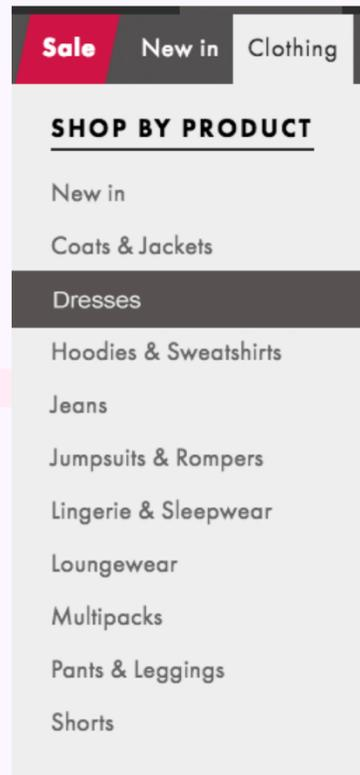 Sale New in Clothing
SHOP BY PRODUCT
New in
Coats & Jackets
Dresses
Hoodies & Sweatshirts
Jeans
Jumpsuits & Rompers
Lingerie & Sleepwear
Loungewear
Multipacks
Pants & Leggings
Shorts